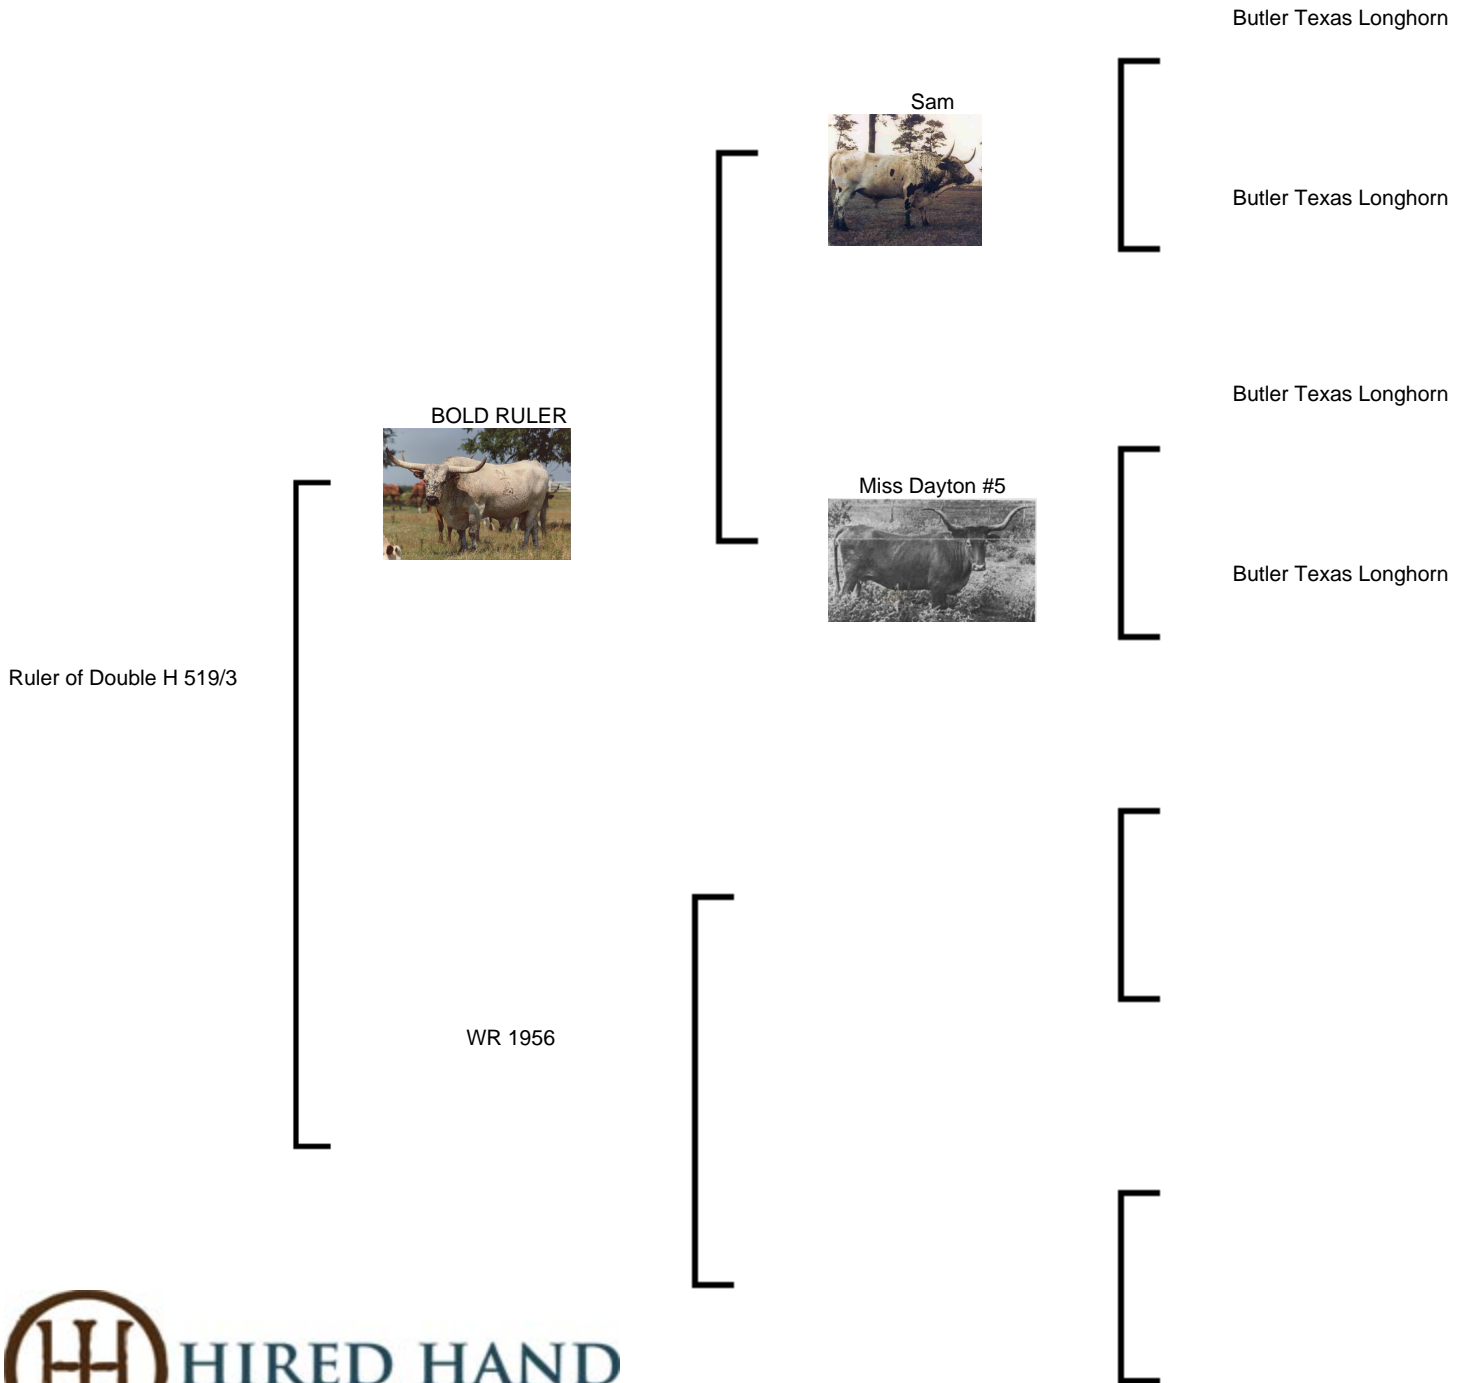 Butler Texas Longhorn
Sam
Butler Texas Longhorn
BOLD RULER
Butler Texas Longhorn
Miss Dayton #5
Butler Texas Longhorn
Ruler of Double H 519/3
WR 1956
HIRED HAND